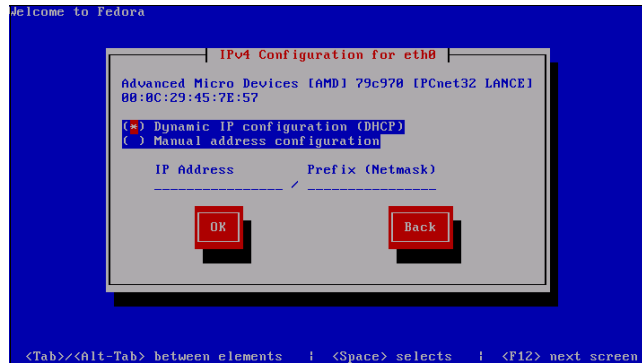 Welcome to Fedora
IPv4 Configuration for eth0
Advanced Micro Devices [AMD] 79c970 [PCnet32 LANCE]
00:0C:29:45:7E:57
(*) Dynamic IP configuration (DHCP)
( ) Manual address configuration
IP Address Prefix (Netmask)
________________ / ________________
OK Back
<Tab>/<Alt-Tab> between elements | <Space> selects | <F12> next screen